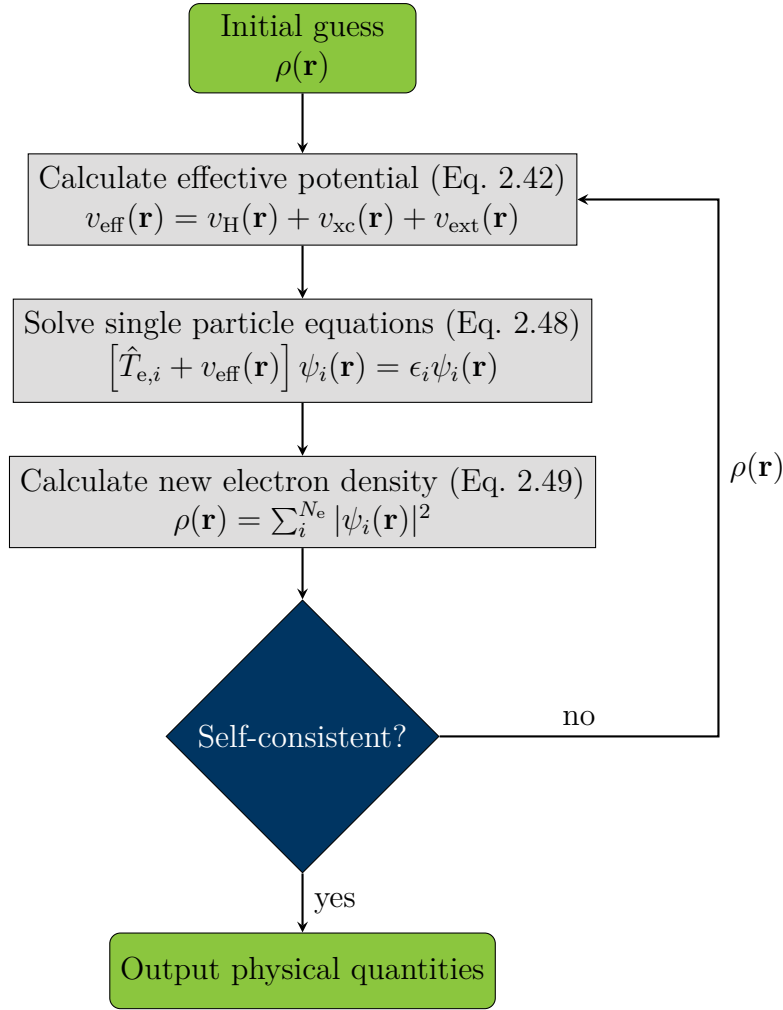 Initial guess
ρ(𝐫)
Calculate effective potential (Eq. 2.42)
v_eff(𝐫) = v_H(𝐫) + v_xc(𝐫) + v_ext(𝐫)
Solve single particle equations (Eq. 2.48)
[T̂_e,i + v_eff(𝐫)] ψ_i(𝐫) = ϵ_iψ_i(𝐫)
Calculate new electron density (Eq. 2.49)
ρ(𝐫) = ∑_i^{N_e} |ψ_i(𝐫)|²
ρ(𝐫)
Self-consistent?
no
yes
Output physical quantities